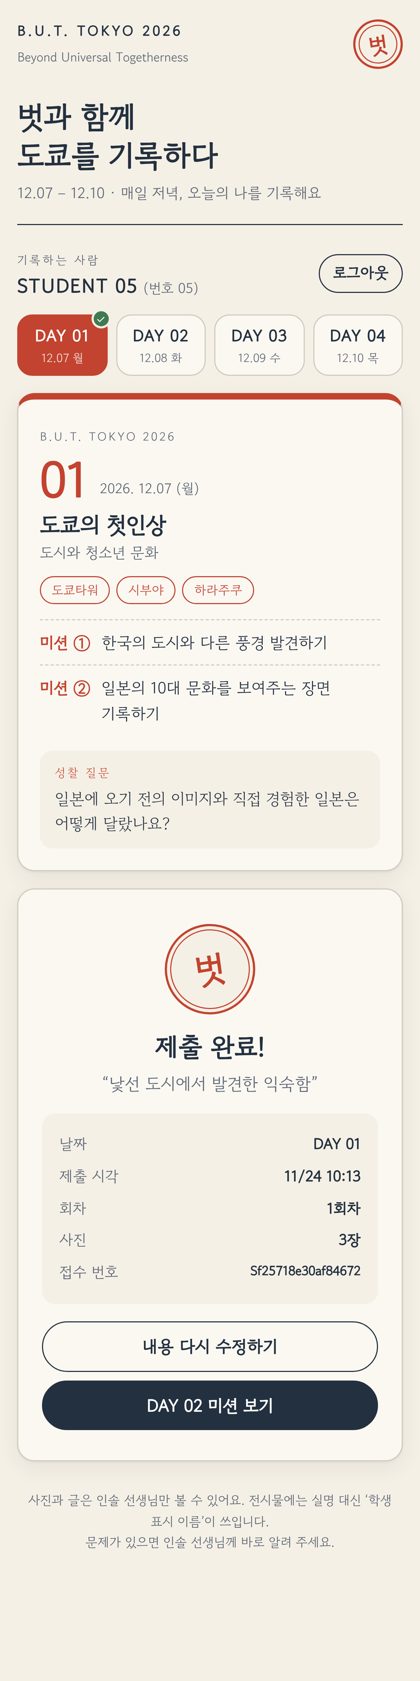 B.U.T. TOKYO 2026
Beyond Universal Togetherness
벗
벗과 함께
도쿄를 기록하다
12.07 – 12.10 · 매일 저녁, 오늘의 나를 기록해요
기록하는 사람
STUDENT 05 (번호 05)
로그아웃
DAY 01
12.07 월
DAY 02
12.08 화
DAY 03
12.09 수
DAY 04
12.10 목
B.U.T. TOKYO 2026
01 2026. 12.07 (월)
도쿄의 첫인상
도시와 청소년 문화
도쿄타워 시부야 하라주쿠
미션 ① 한국의 도시와 다른 풍경 발견하기
미션 ② 일본의 10대 문화를 보여주는 장면
기록하기
성찰 질문
일본에 오기 전의 이미지와 직접 경험한 일본은
어떻게 달랐나요?
벗
제출 완료!
“낯선 도시에서 발견한 익숙함”
날짜 DAY 01
제출 시각 11/24 10:13
회차 1회차
사진 3장
접수 번호 Sf25718e30af84672
내용 다시 수정하기
DAY 02 미션 보기
사진과 글은 인솔 선생님만 볼 수 있어요. 전시물에는 실명 대신 ‘학생
표시 이름’이 쓰입니다.
문제가 있으면 인솔 선생님께 바로 알려 주세요.